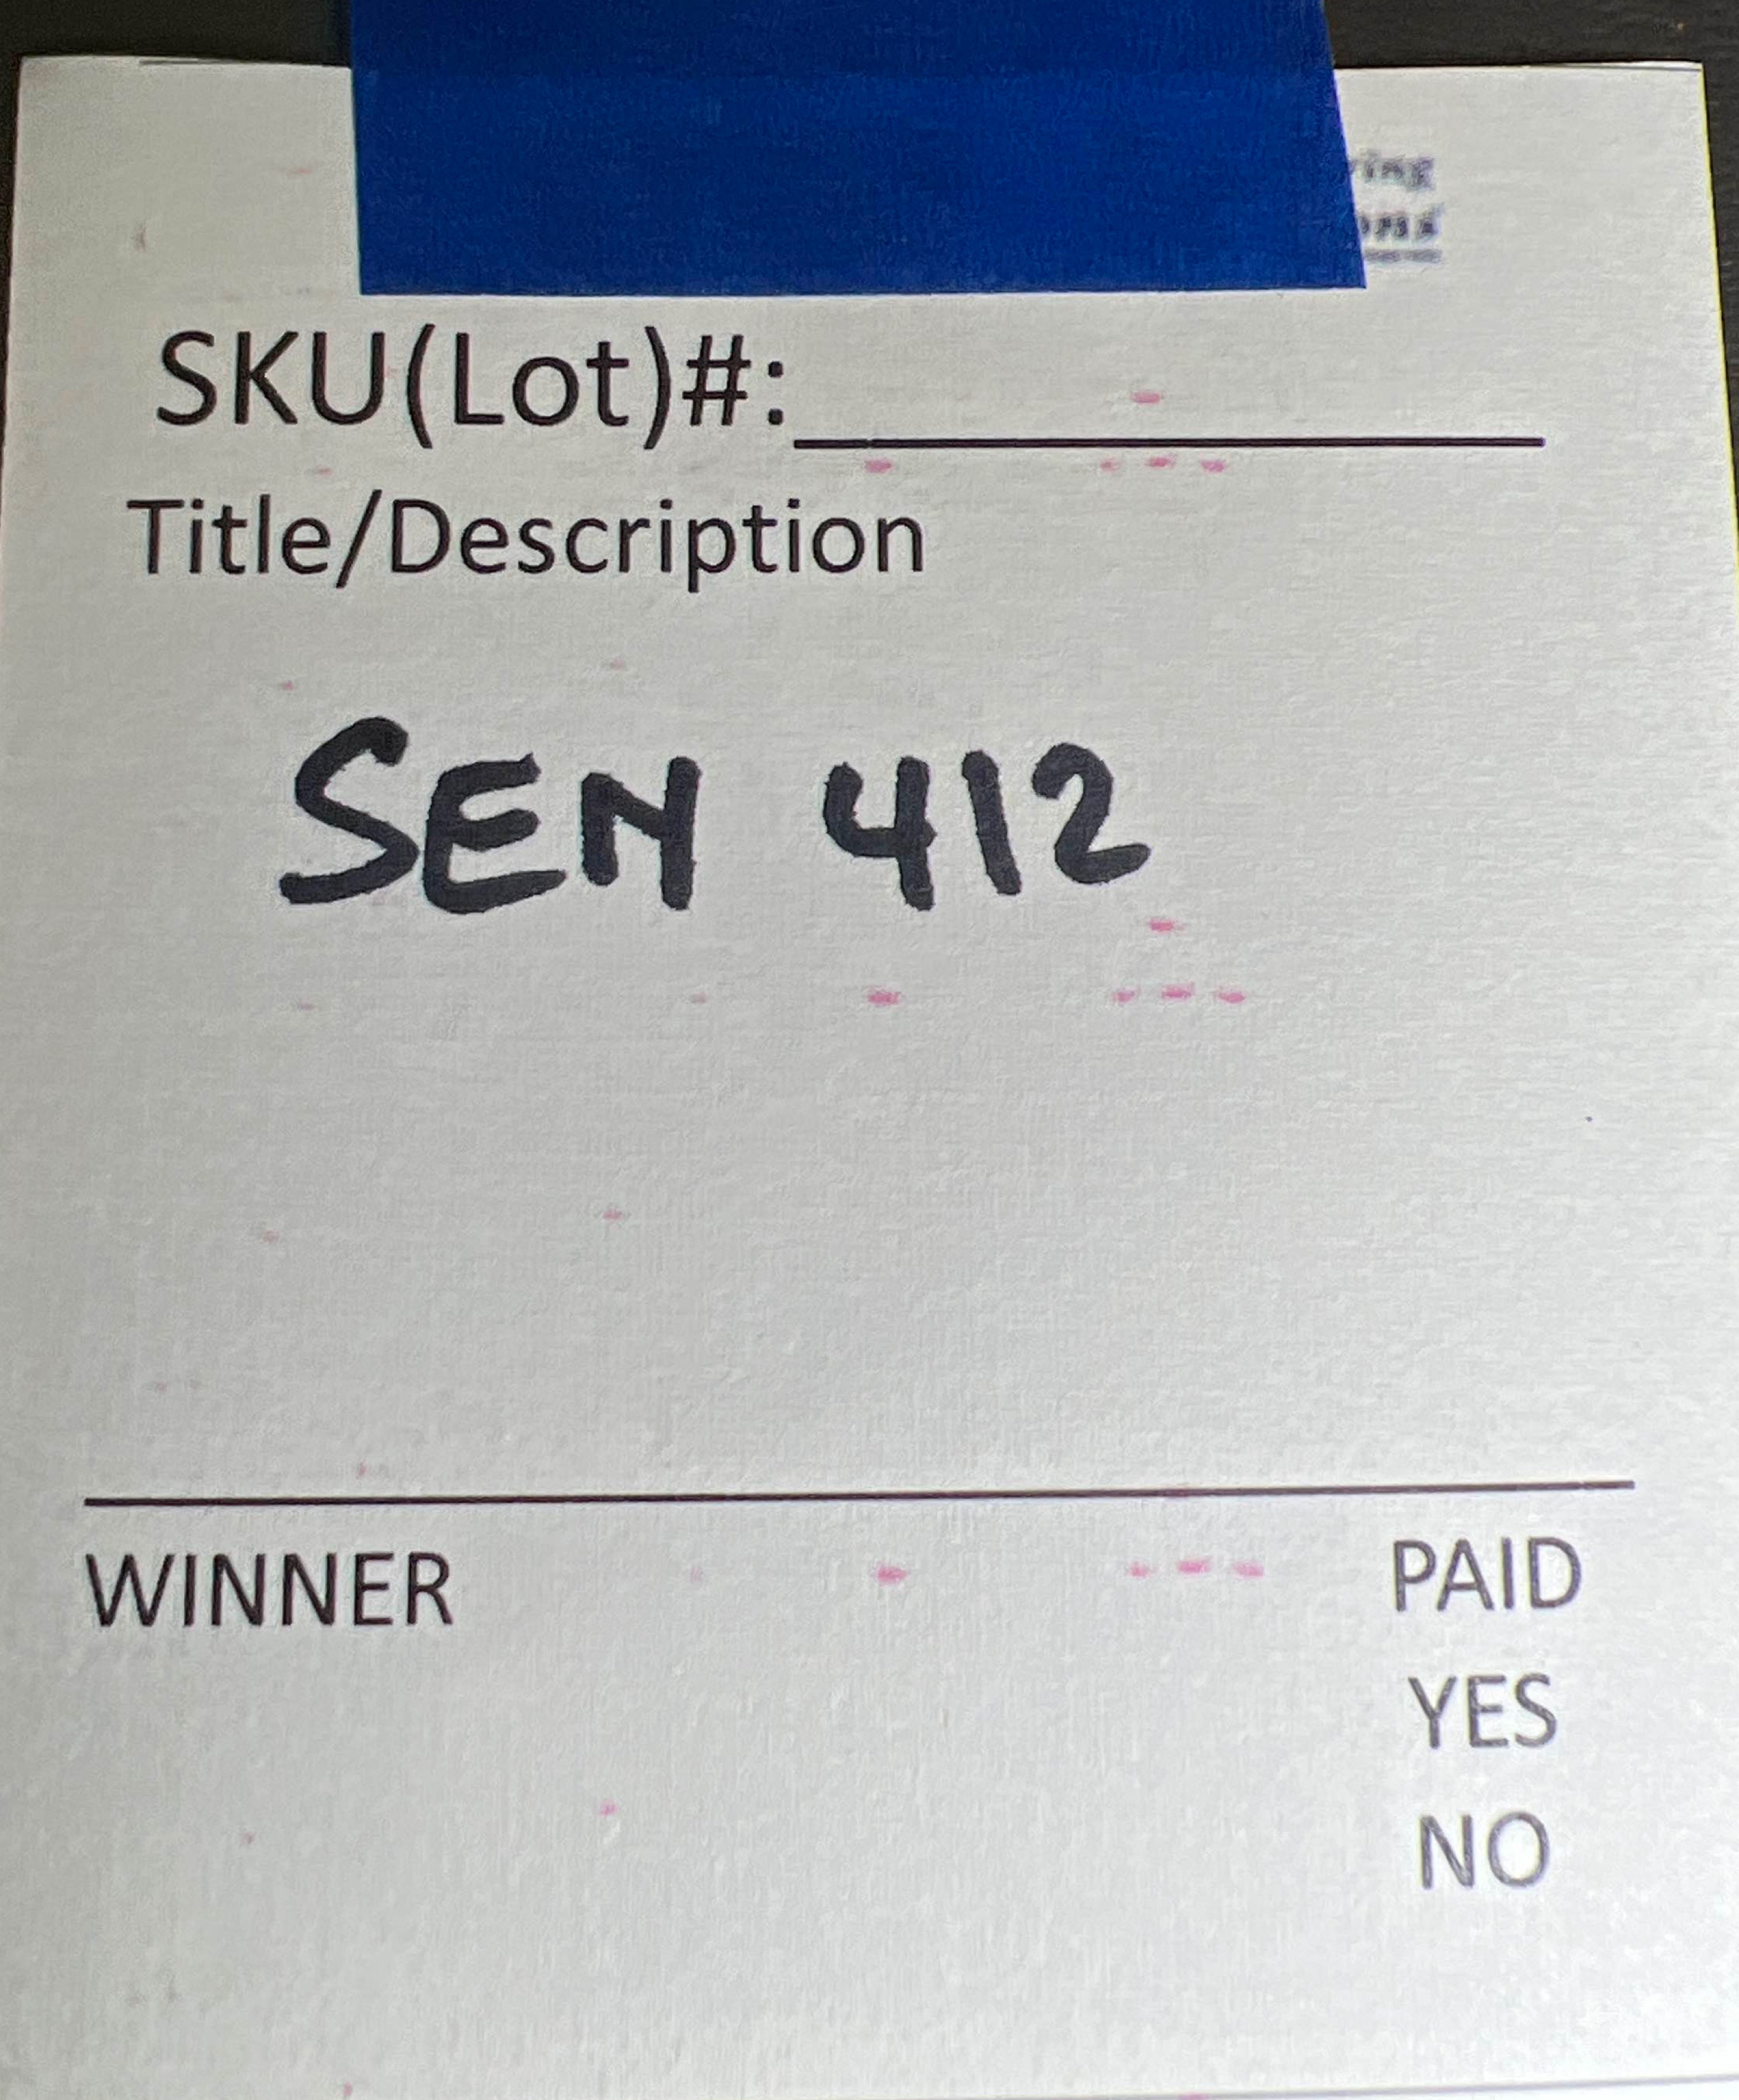 SKU(Lot)#:
Title/Description
SEN 412
WINNER PAID
YES
NO